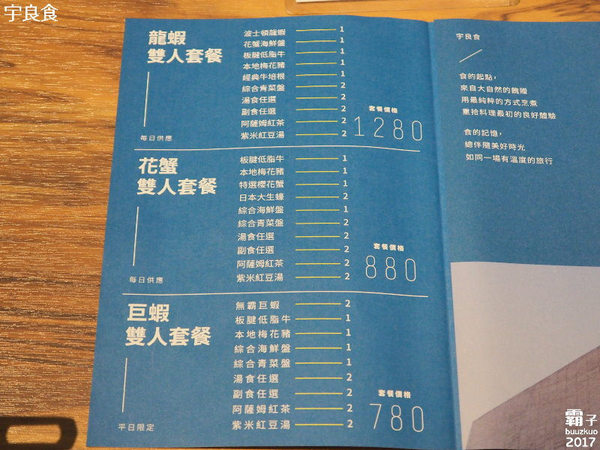 宇良食
龍蝦
雙人套餐
每日供應
波士頓龍蝦 1
花蟹海鮮盤 1
板腱低脂牛 1
本地梅花豬 1
經典牛培根 1
綜合青菜盤 2
湯食任選 2
副食任選 2
阿薩姆紅茶 2
紫米紅豆湯 2
套餐價格
1280
花蟹
雙人套餐
每日供應
板腱低脂牛 1
本地梅花豬 1
特選櫻花蟹 1
日本大生蠔 2
綜合海鮮盤 1
綜合青菜盤 2
湯食任選 2
副食任選 2
阿薩姆紅茶 2
紫米紅豆湯 2
套餐價格
880
巨蝦
雙人套餐
平日限定
無霸巨蝦 2
板腱低脂牛 1
本地梅花豬 1
綜合海鮮盤 1
綜合青菜盤 1
湯食任選 2
副食任選 2
阿薩姆紅茶 2
紫米紅豆湯 2
套餐價格
780
宇良食
食的起點，
來自大自然的餽贈
用最純粹的方式烹煮
重拾料理最初的良好體驗
食的記憶，
總伴隨美好時光
如同一場有溫度的旅行
霸子
buuzkuo
2017